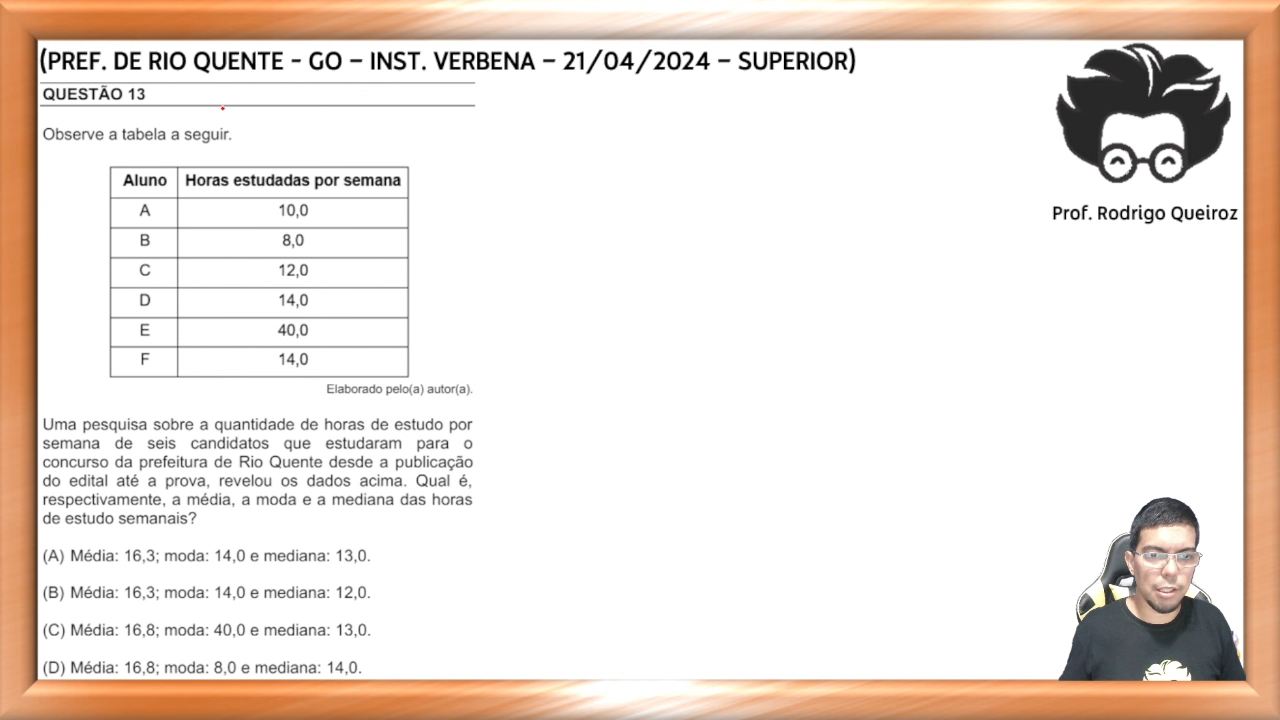 (PREF. DE RIO QUENTE - GO – INST. VERBENA – 21/04/2024 – SUPERIOR)
QUESTÃO 13
Observe a tabela a seguir.
Aluno Horas estudadas por semana
A 10,0
B 8,0
C 12,0
D 14,0
E 40,0
F 14,0
Elaborado pelo(a) autor(a).
Uma pesquisa sobre a quantidade de horas de estudo por
semana de seis candidatos que estudaram para o
concurso da prefeitura de Rio Quente desde a publicação
do edital até a prova, revelou os dados acima. Qual é,
respectivamente, a média, a moda e a mediana das horas
de estudo semanais?
(A) Média: 16,3; moda: 14,0 e mediana: 13,0.
(B) Média: 16,3; moda: 14,0 e mediana: 12,0.
(C) Média: 16,8; moda: 40,0 e mediana: 13,0.
(D) Média: 16,8; moda: 8,0 e mediana: 14,0.
Prof. Rodrigo Queiroz